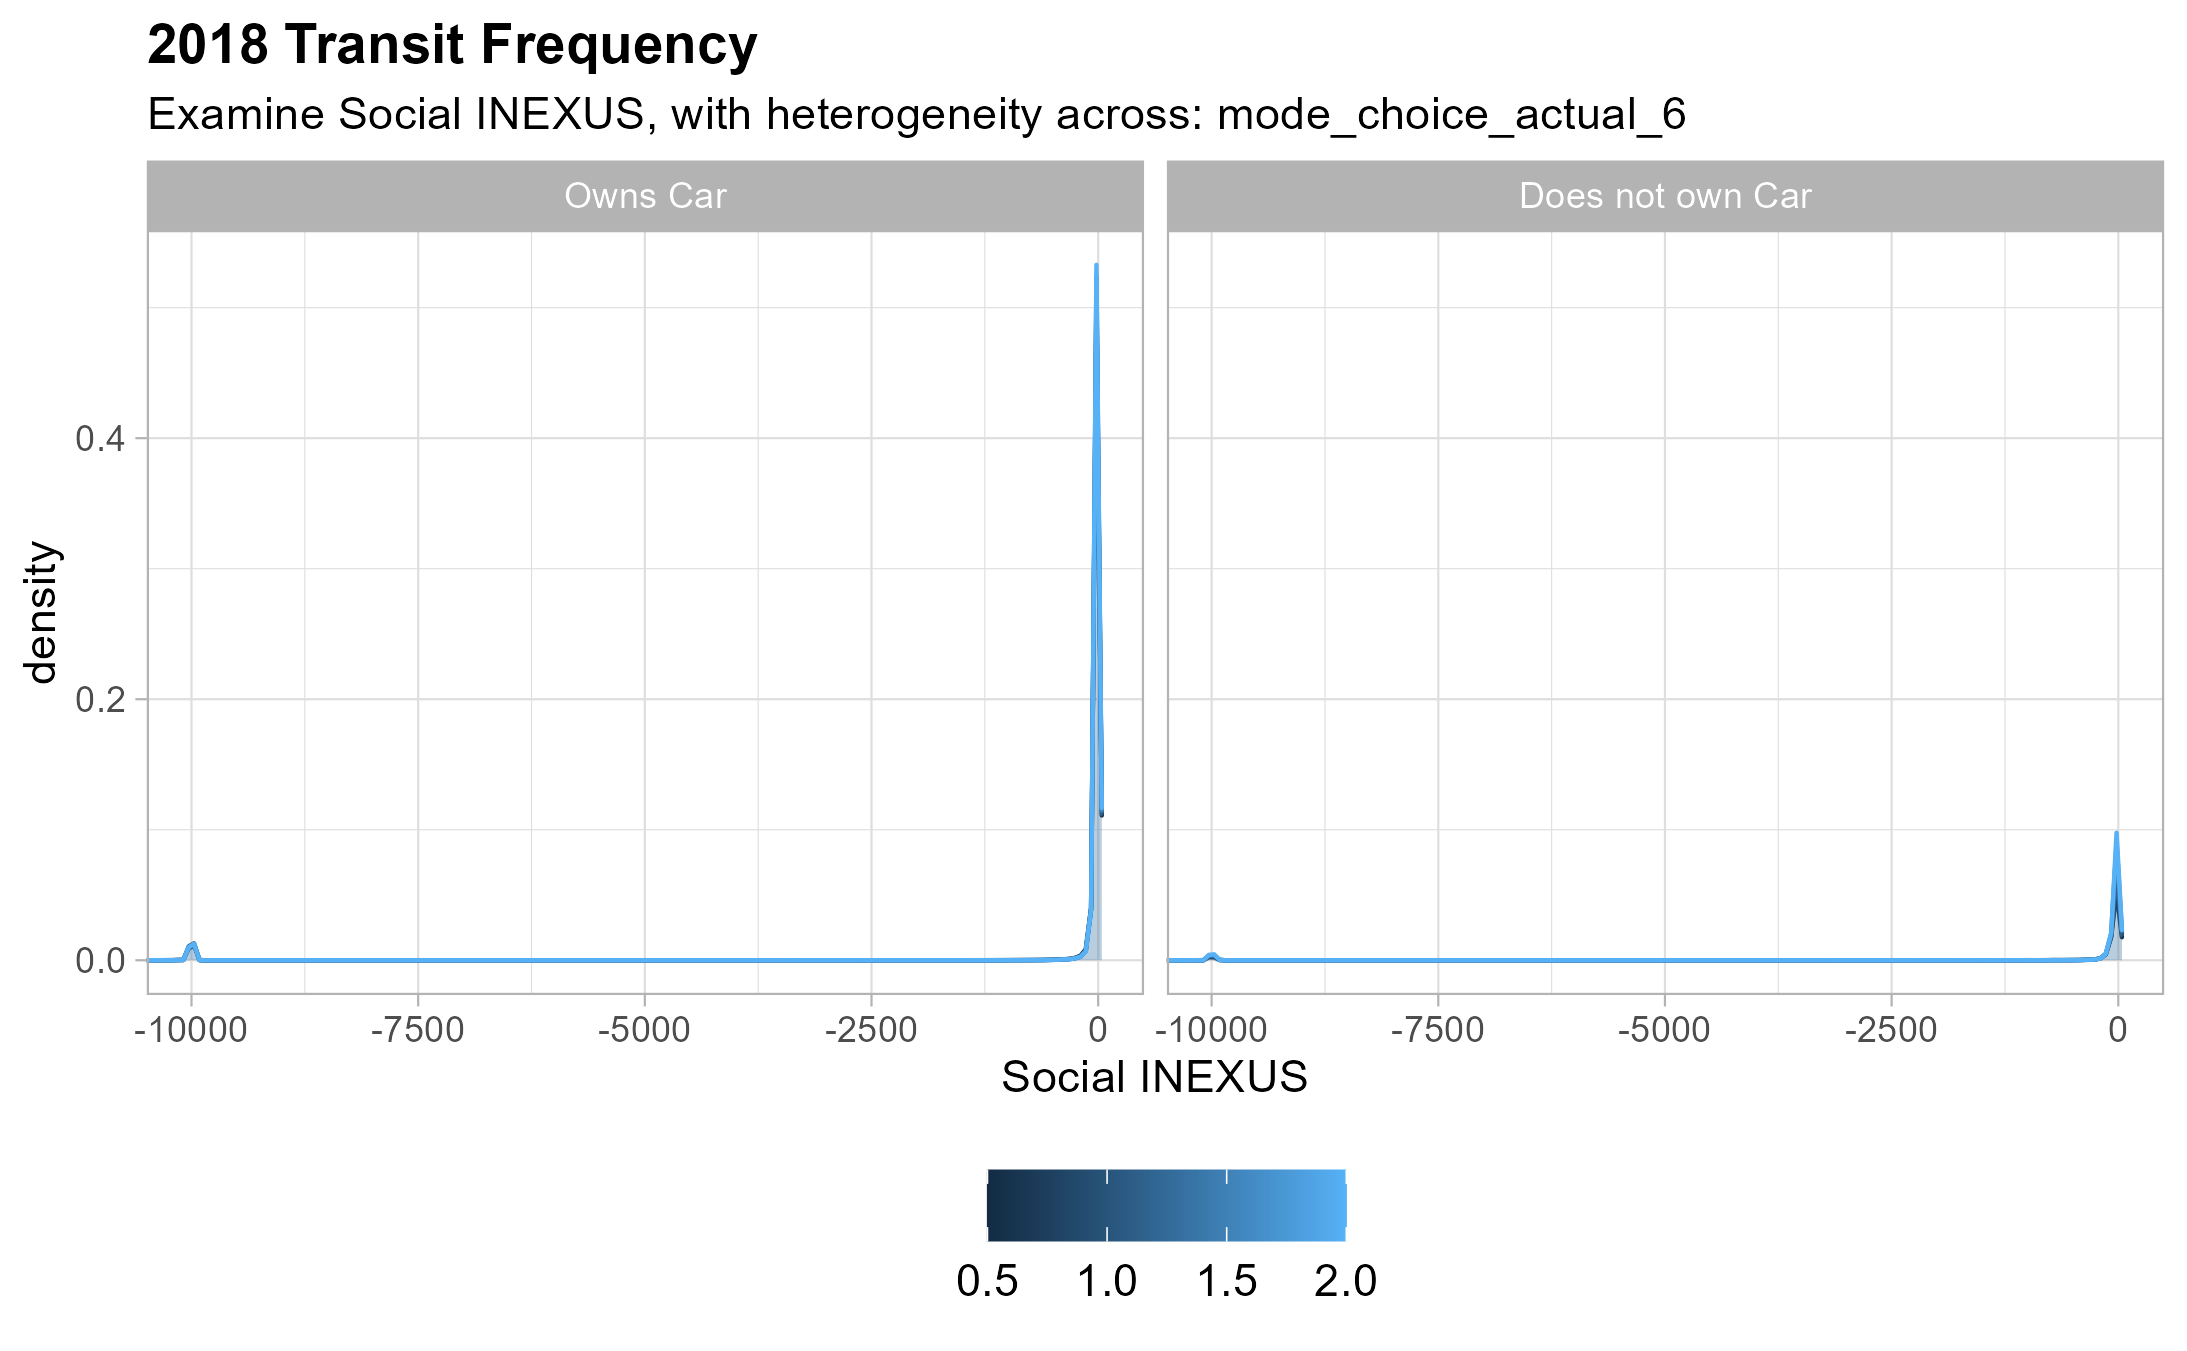 2018 Transit Frequency
Examine Social INEXUS, with heterogeneity across: mode_choice_actual_6
Owns Car
Does not own Car
density
0.4
0.2
0.0
-10000 -7500 -5000 -2500 0
-10000 -7500 -5000 -2500 0
Social INEXUS
0.5 1.0 1.5 2.0